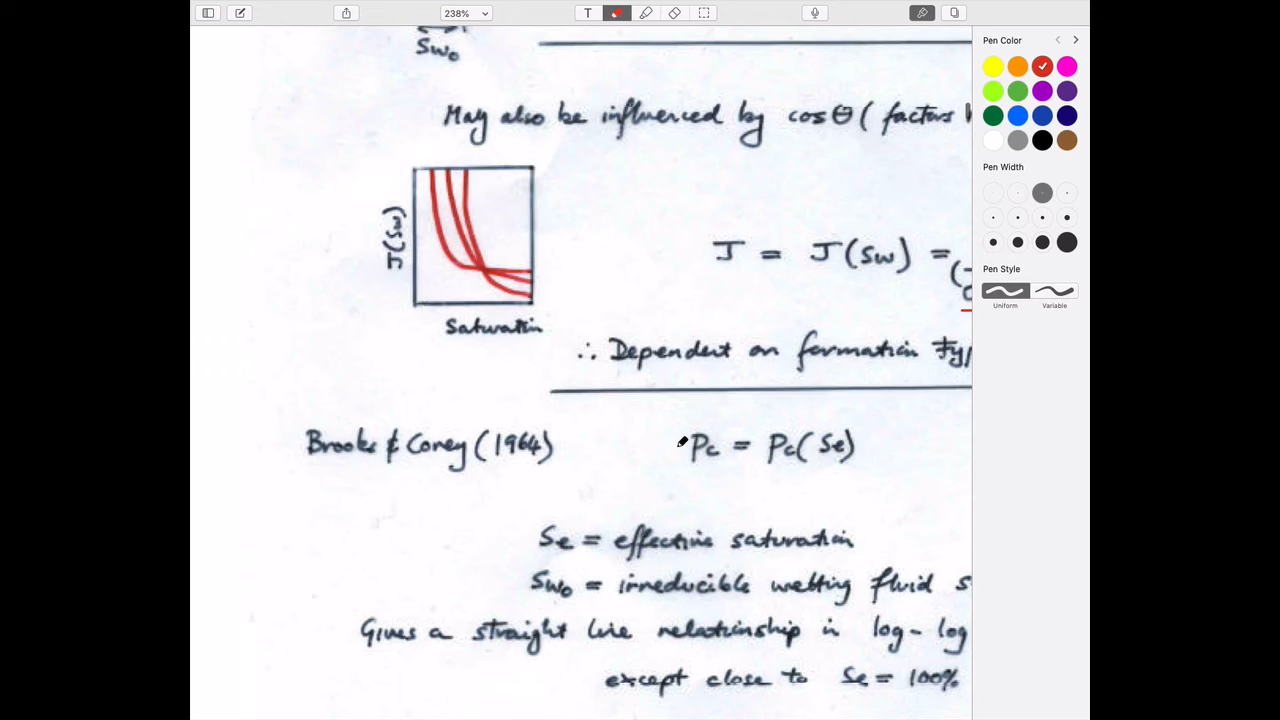 238%
T
Pen Color
Swo
May also be influenced by cosθ ( factors
J(Sw)
Saturation
J = J(Sw) =
∴ Dependent on formation
Pen Width
Pen Style
Uniform Variable
Brooks & Corey (1964) Pc = Pc( Se)
Se = effective saturation
Swo = irreducible wetting fluid s
Gives a straight line relationship in log - log
except close to Se = 100%